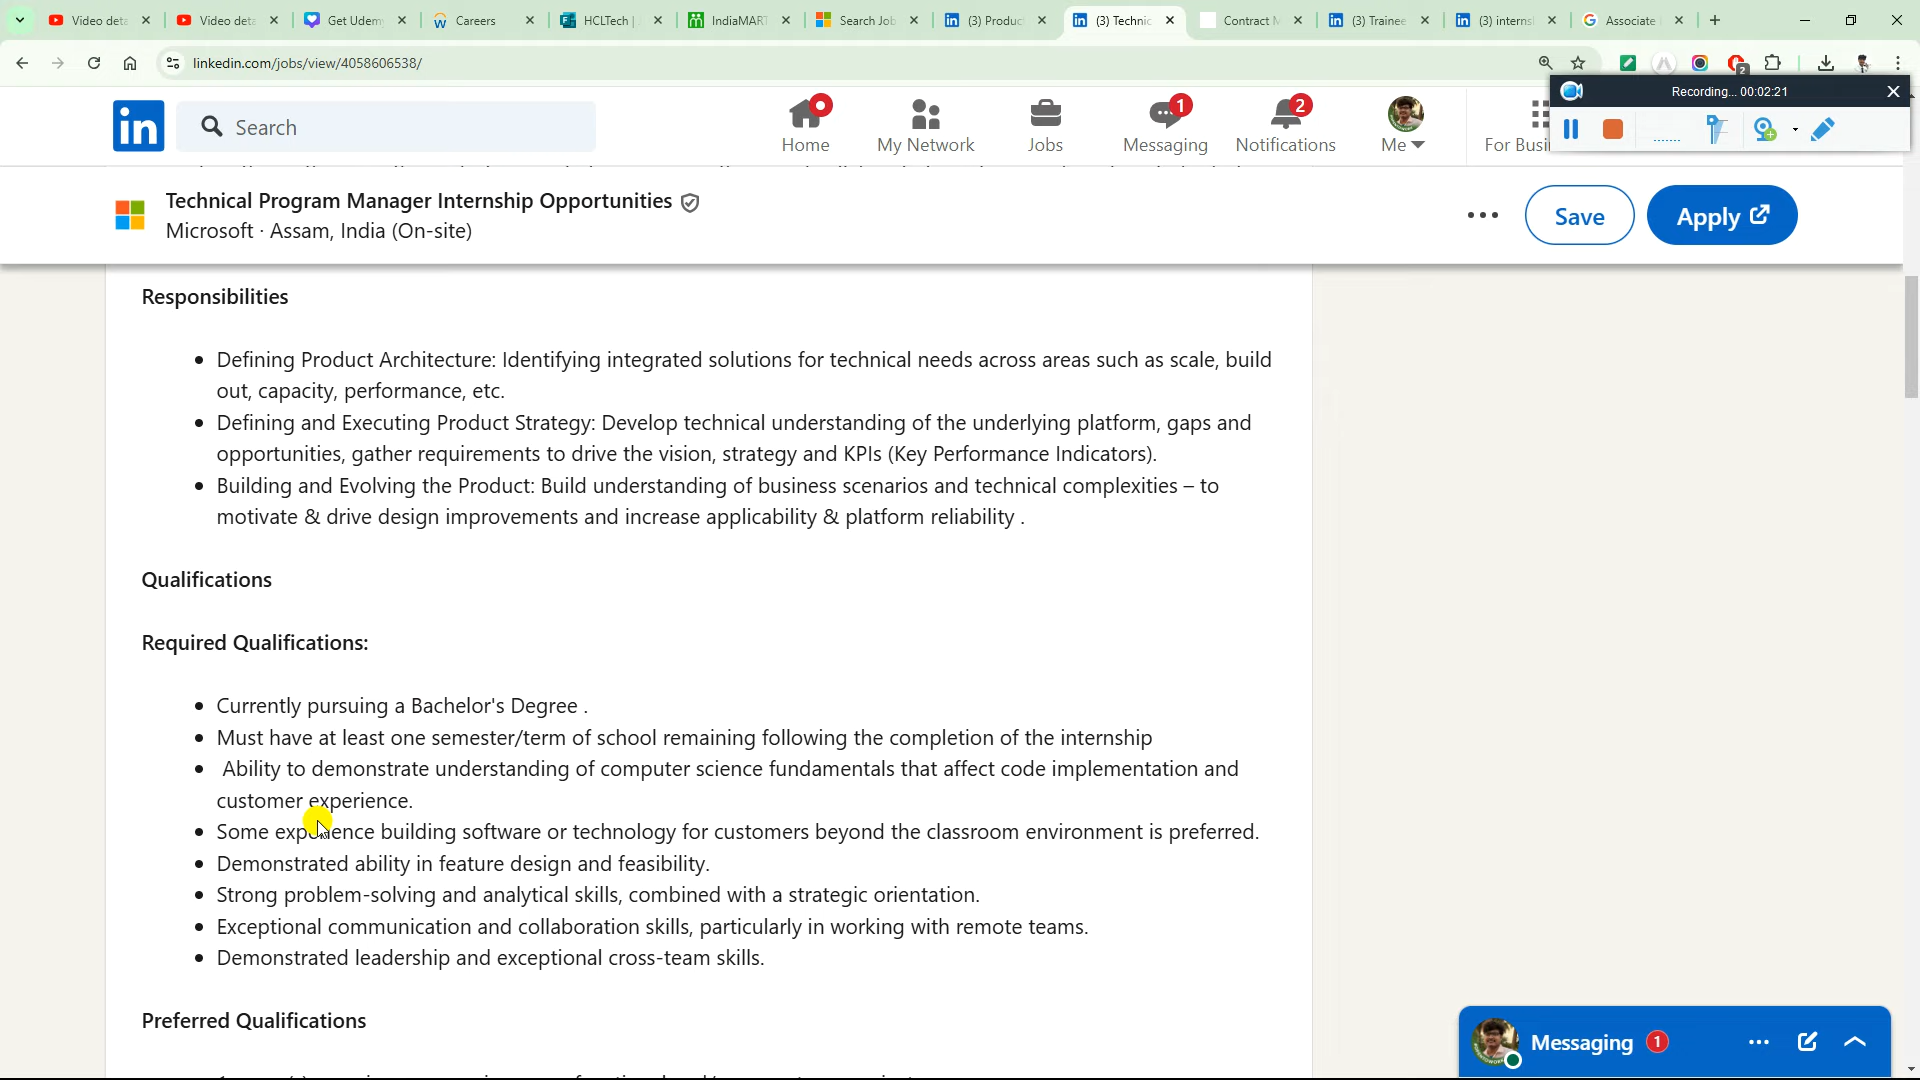 Video deta
Video deta
Get Udem
Careers
HCLTech |
IndiaMART
Search Job
(3) Produc
(3) Technic
Contract M
(3) Trainee
(3) interns
Associate
linkedin.com/jobs/view/4058606538/
2
Recording... 00:02:21
in
Search
Home
My Network
Jobs
1
Messaging
2
Notifications
Me
For Busi
Technical Program Manager Internship Opportunities
Microsoft · Assam, India (On-site)
Save
Apply
Responsibilities
• Defining Product Architecture: Identifying integrated solutions for technical needs across areas such as scale, build
out, capacity, performance, etc.
• Defining and Executing Product Strategy: Develop technical understanding of the underlying platform, gaps and
opportunities, gather requirements to drive the vision, strategy and KPIs (Key Performance Indicators).
• Building and Evolving the Product: Build understanding of business scenarios and technical complexities – to
motivate & drive design improvements and increase applicability & platform reliability .
Qualifications
Required Qualifications:
• Currently pursuing a Bachelor's Degree .
• Must have at least one semester/term of school remaining following the completion of the internship
• Ability to demonstrate understanding of computer science fundamentals that affect code implementation and
customer experience.
• Some experience building software or technology for customers beyond the classroom environment is preferred.
• Demonstrated ability in feature design and feasibility.
• Strong problem-solving and analytical skills, combined with a strategic orientation.
• Exceptional communication and collaboration skills, particularly in working with remote teams.
• Demonstrated leadership and exceptional cross-team skills.
Preferred Qualifications
Messaging 1